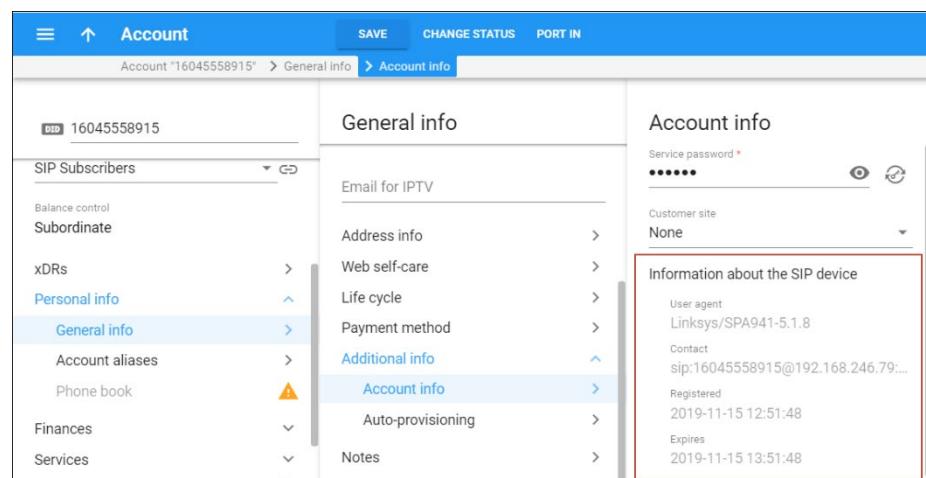 Account
SAVE
CHANGE STATUS
PORT IN
Account "16045558915" > General info > Account info
DID 16045558915
SIP Subscribers
Balance control
Subordinate
xDRs
Personal info
General info
Account aliases
Phone book
Finances
Services
General info
Email for IPTV
Address info
Web self-care
Life cycle
Payment method
Additional info
Account info
Auto-provisioning
Notes
Account info
Service password *
••••••
Customer site
None
Information about the SIP device
User agent
Linksys/SPA941-5.1.8
Contact
sip:16045558915@192.168.246.79:...
Registered
2019-11-15 12:51:48
Expires
2019-11-15 13:51:48